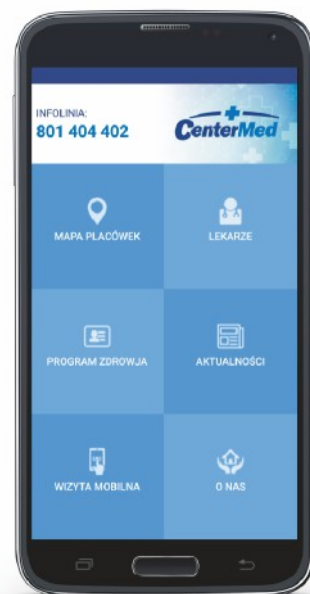 INFOLINIA:
801 404 402
CenterMed
MAPA PLACÓWEK
LEKARZE
PROGRAM ZDROWJA
AKTUALNOŚCI
WIZYTA MOBILNA
O NAS